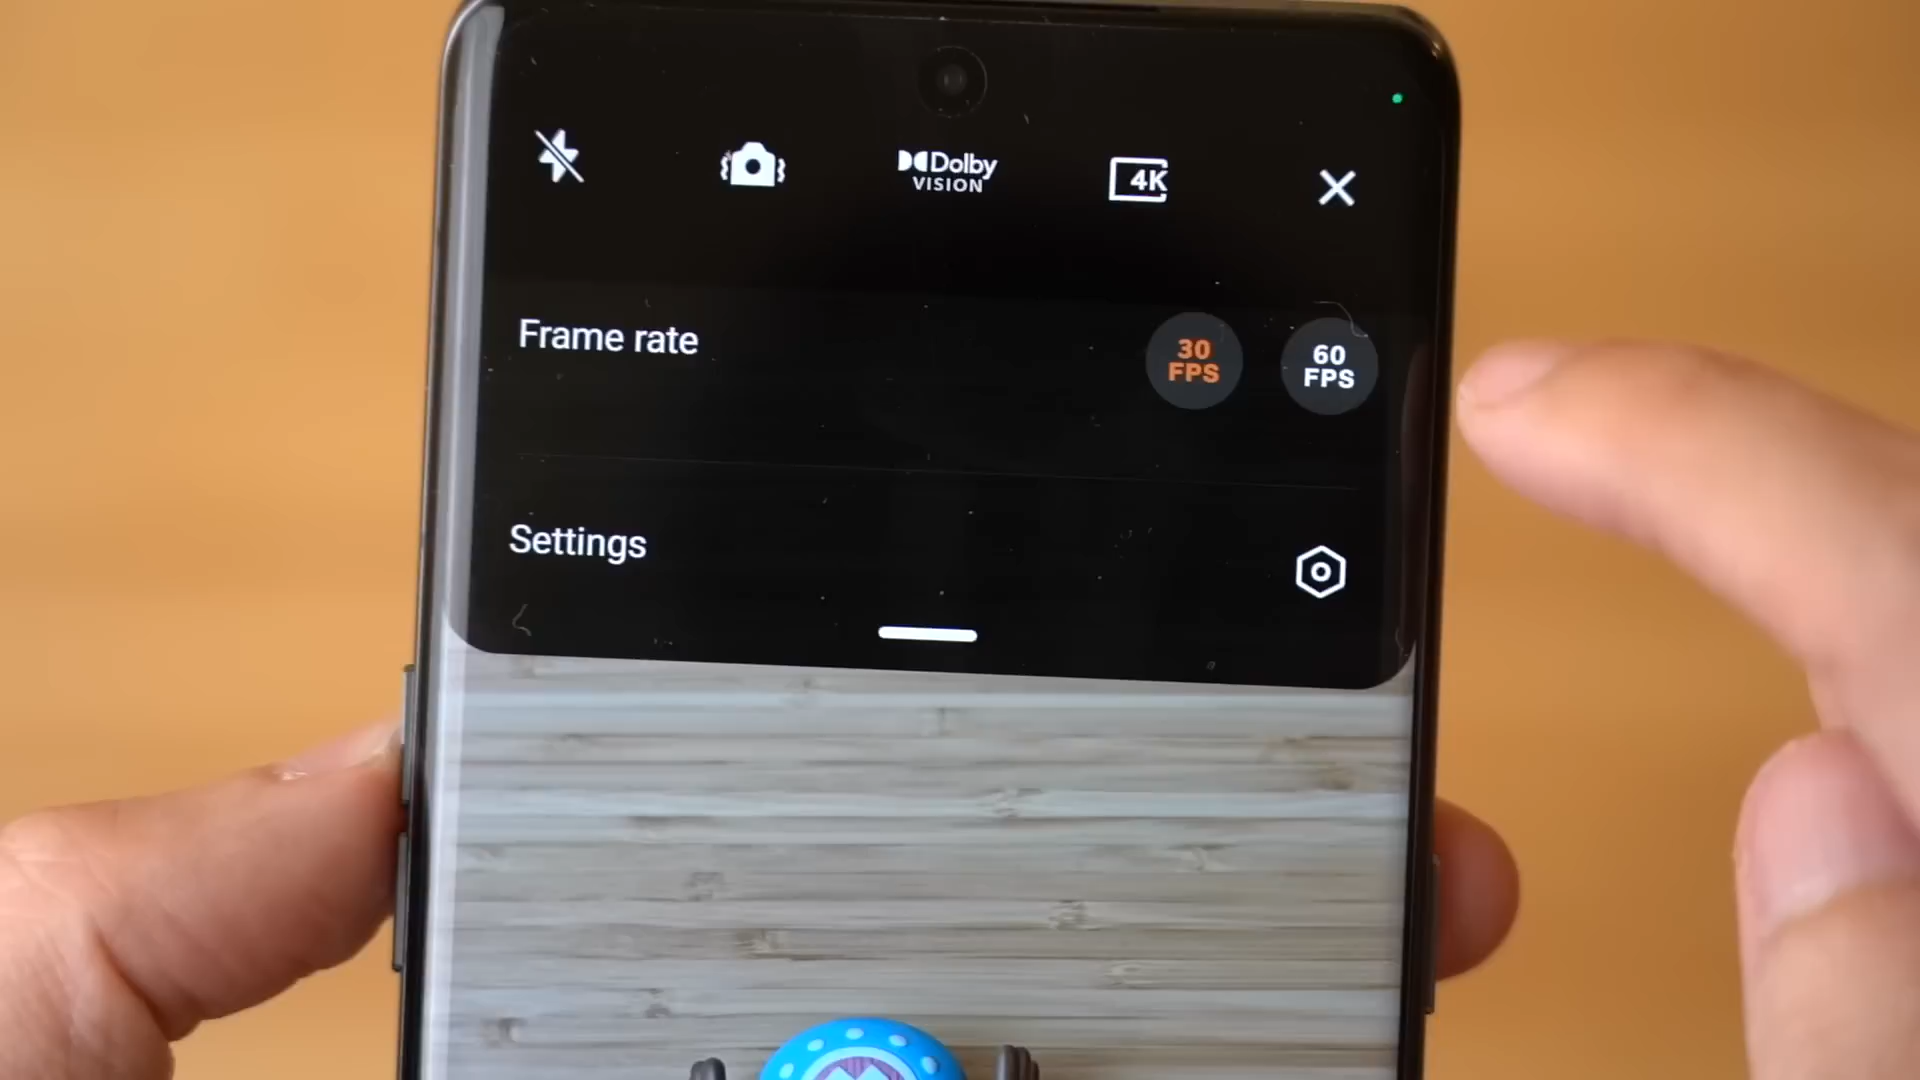 Dolby
VISION
4K
Frame rate
30
FPS
60
FPS
Settings